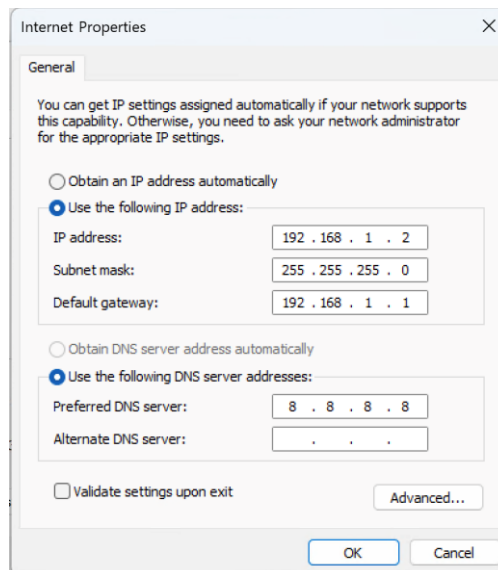 Internet Properties
General
You can get IP settings assigned automatically if your network supports
this capability. Otherwise, you need to ask your network administrator
for the appropriate IP settings.
Obtain an IP address automatically
Use the following IP address:
IP address: 192 . 168 . 1 . 2
Subnet mask: 255 . 255 . 255 . 0
Default gateway: 192 . 168 . 1 . 1
Obtain DNS server address automatically
Use the following DNS server addresses:
Preferred DNS server: 8 . 8 . 8 . 8
Alternate DNS server: . . .
Validate settings upon exit
Advanced...
OK Cancel